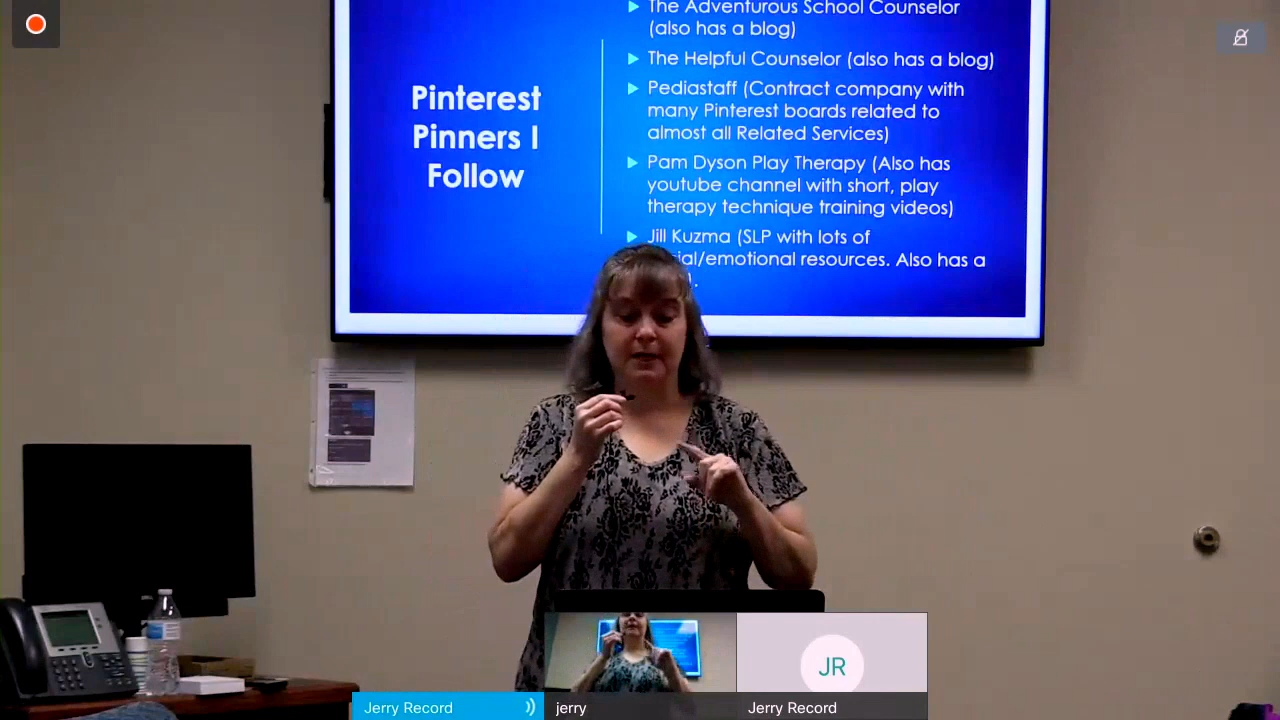 The Adventurous School Counselor
(also has a blog)
The Helpful Counselor (also has a blog)
Pediastaff (Contract company with
many Pinterest boards related to
almost all Related Services)
Pam Dyson Play Therapy (Also has
youtube channel with short, play
therapy technique training videos)
Jill Kuzma (SLP with lots of
/emotional resources. Also has a
Pinterest
Pinners I
Follow
JR
Jerry Record
jerry
Jerry Record